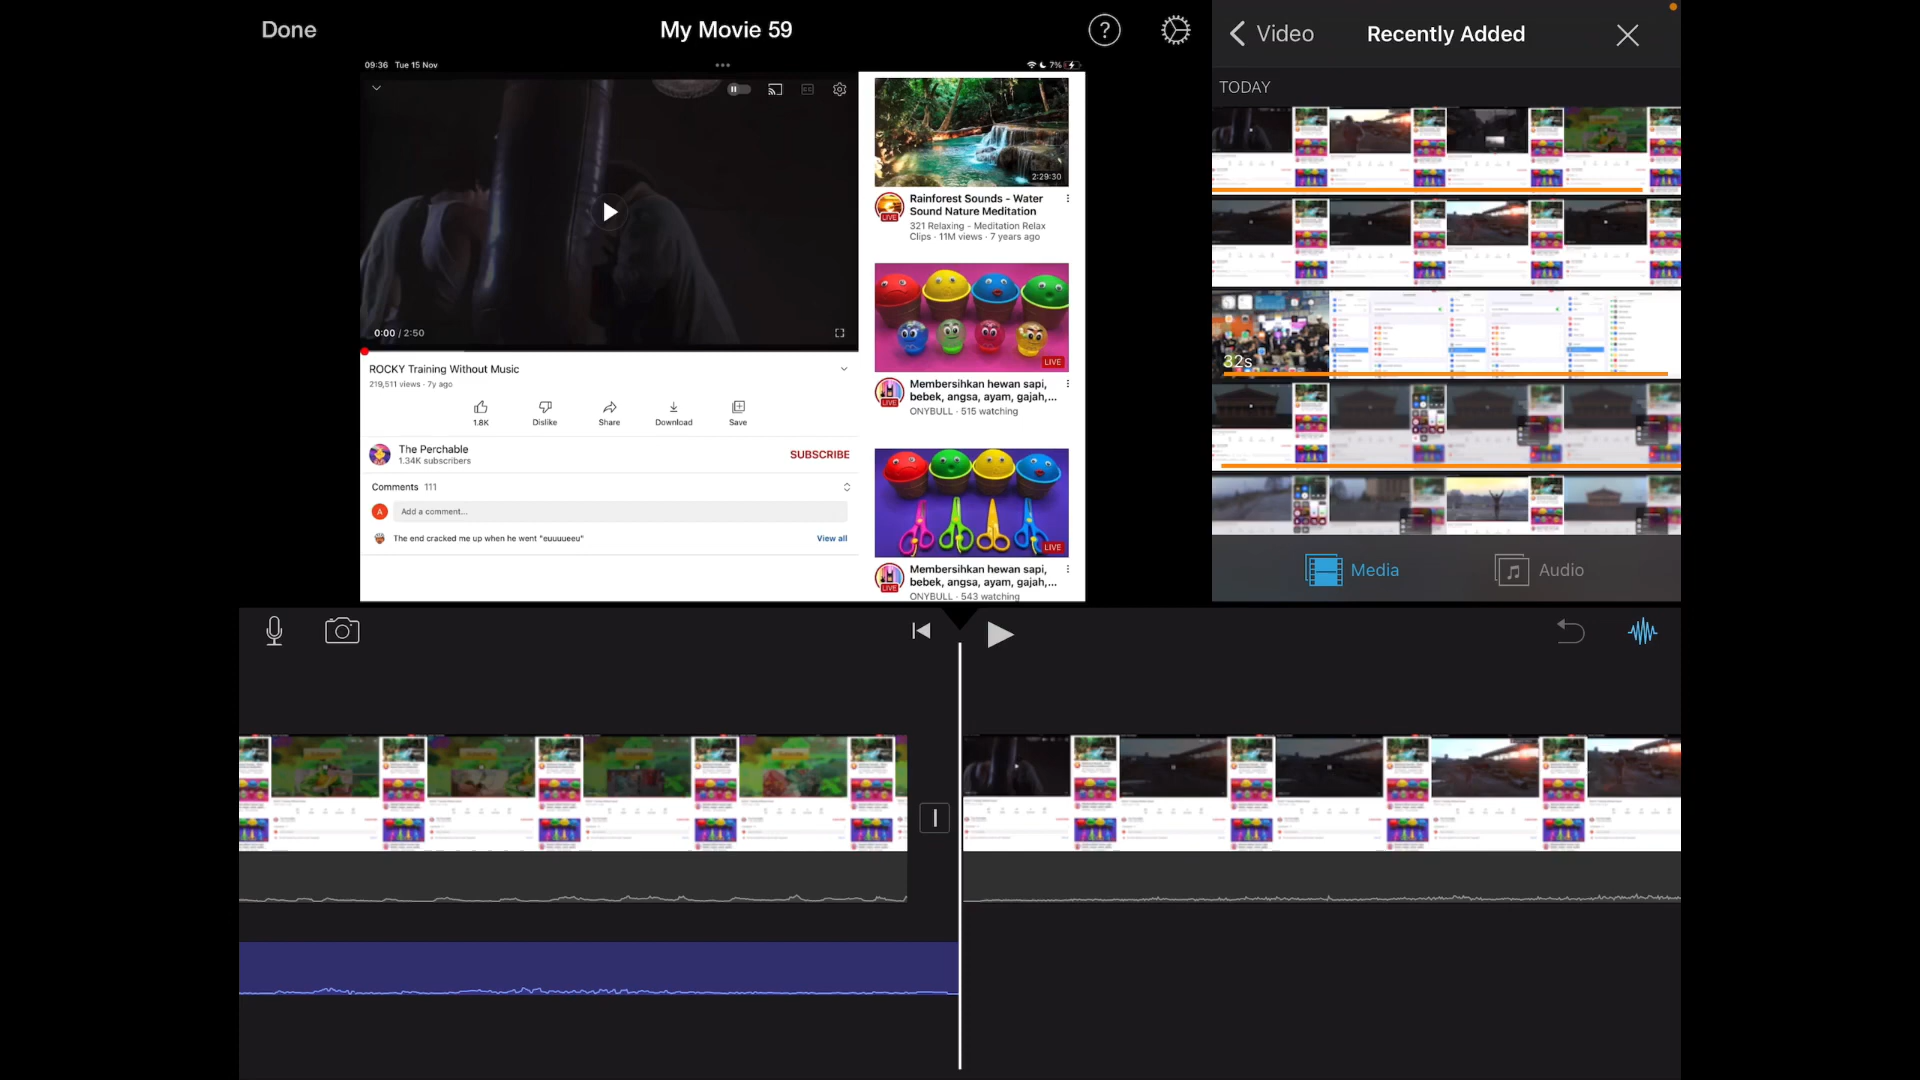 Done
My Movie 59
?
Video
Recently Added
09:36 Tue 15 Nov
7%
TODAY
2:29:30
0:00 / 2:50
Rainforest Sounds - Water
Sound Nature Meditation
321 Relaxing - Meditation Relax
Clips · 11M views · 7 years ago
LIVE
LIVE
Membersihkan hewan sapi,
bebek, angsa, ayam, gajah,...
ONYBULL · 515 watching
LIVE
ROCKY Training Without Music
219,511 views · 7y ago
1.8K
Dislike
Share
Download
Save
The Perchable
1.34K subscribers
SUBSCRIBE
Comments 111
A
Add a comment...
The end cracked me up when he went "euuuueeu"
View all
LIVE
Membersihkan hewan sapi,
bebek, angsa, ayam, gajah,...
ONYBULL · 543 watching
LIVE
32s
Media
Audio